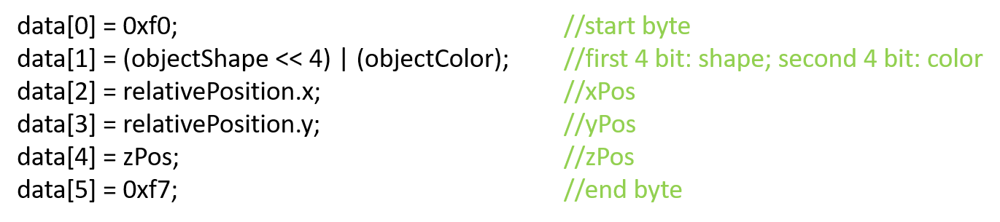 data[0] = 0xf0; //start byte
data[1] = (objectShape << 4) | (objectColor); //first 4 bit: shape; second 4 bit: color
data[2] = relativePosition.x; //xPos
data[3] = relativePosition.y; //yPos
data[4] = zPos; //zPos
data[5] = 0xf7; //end byte